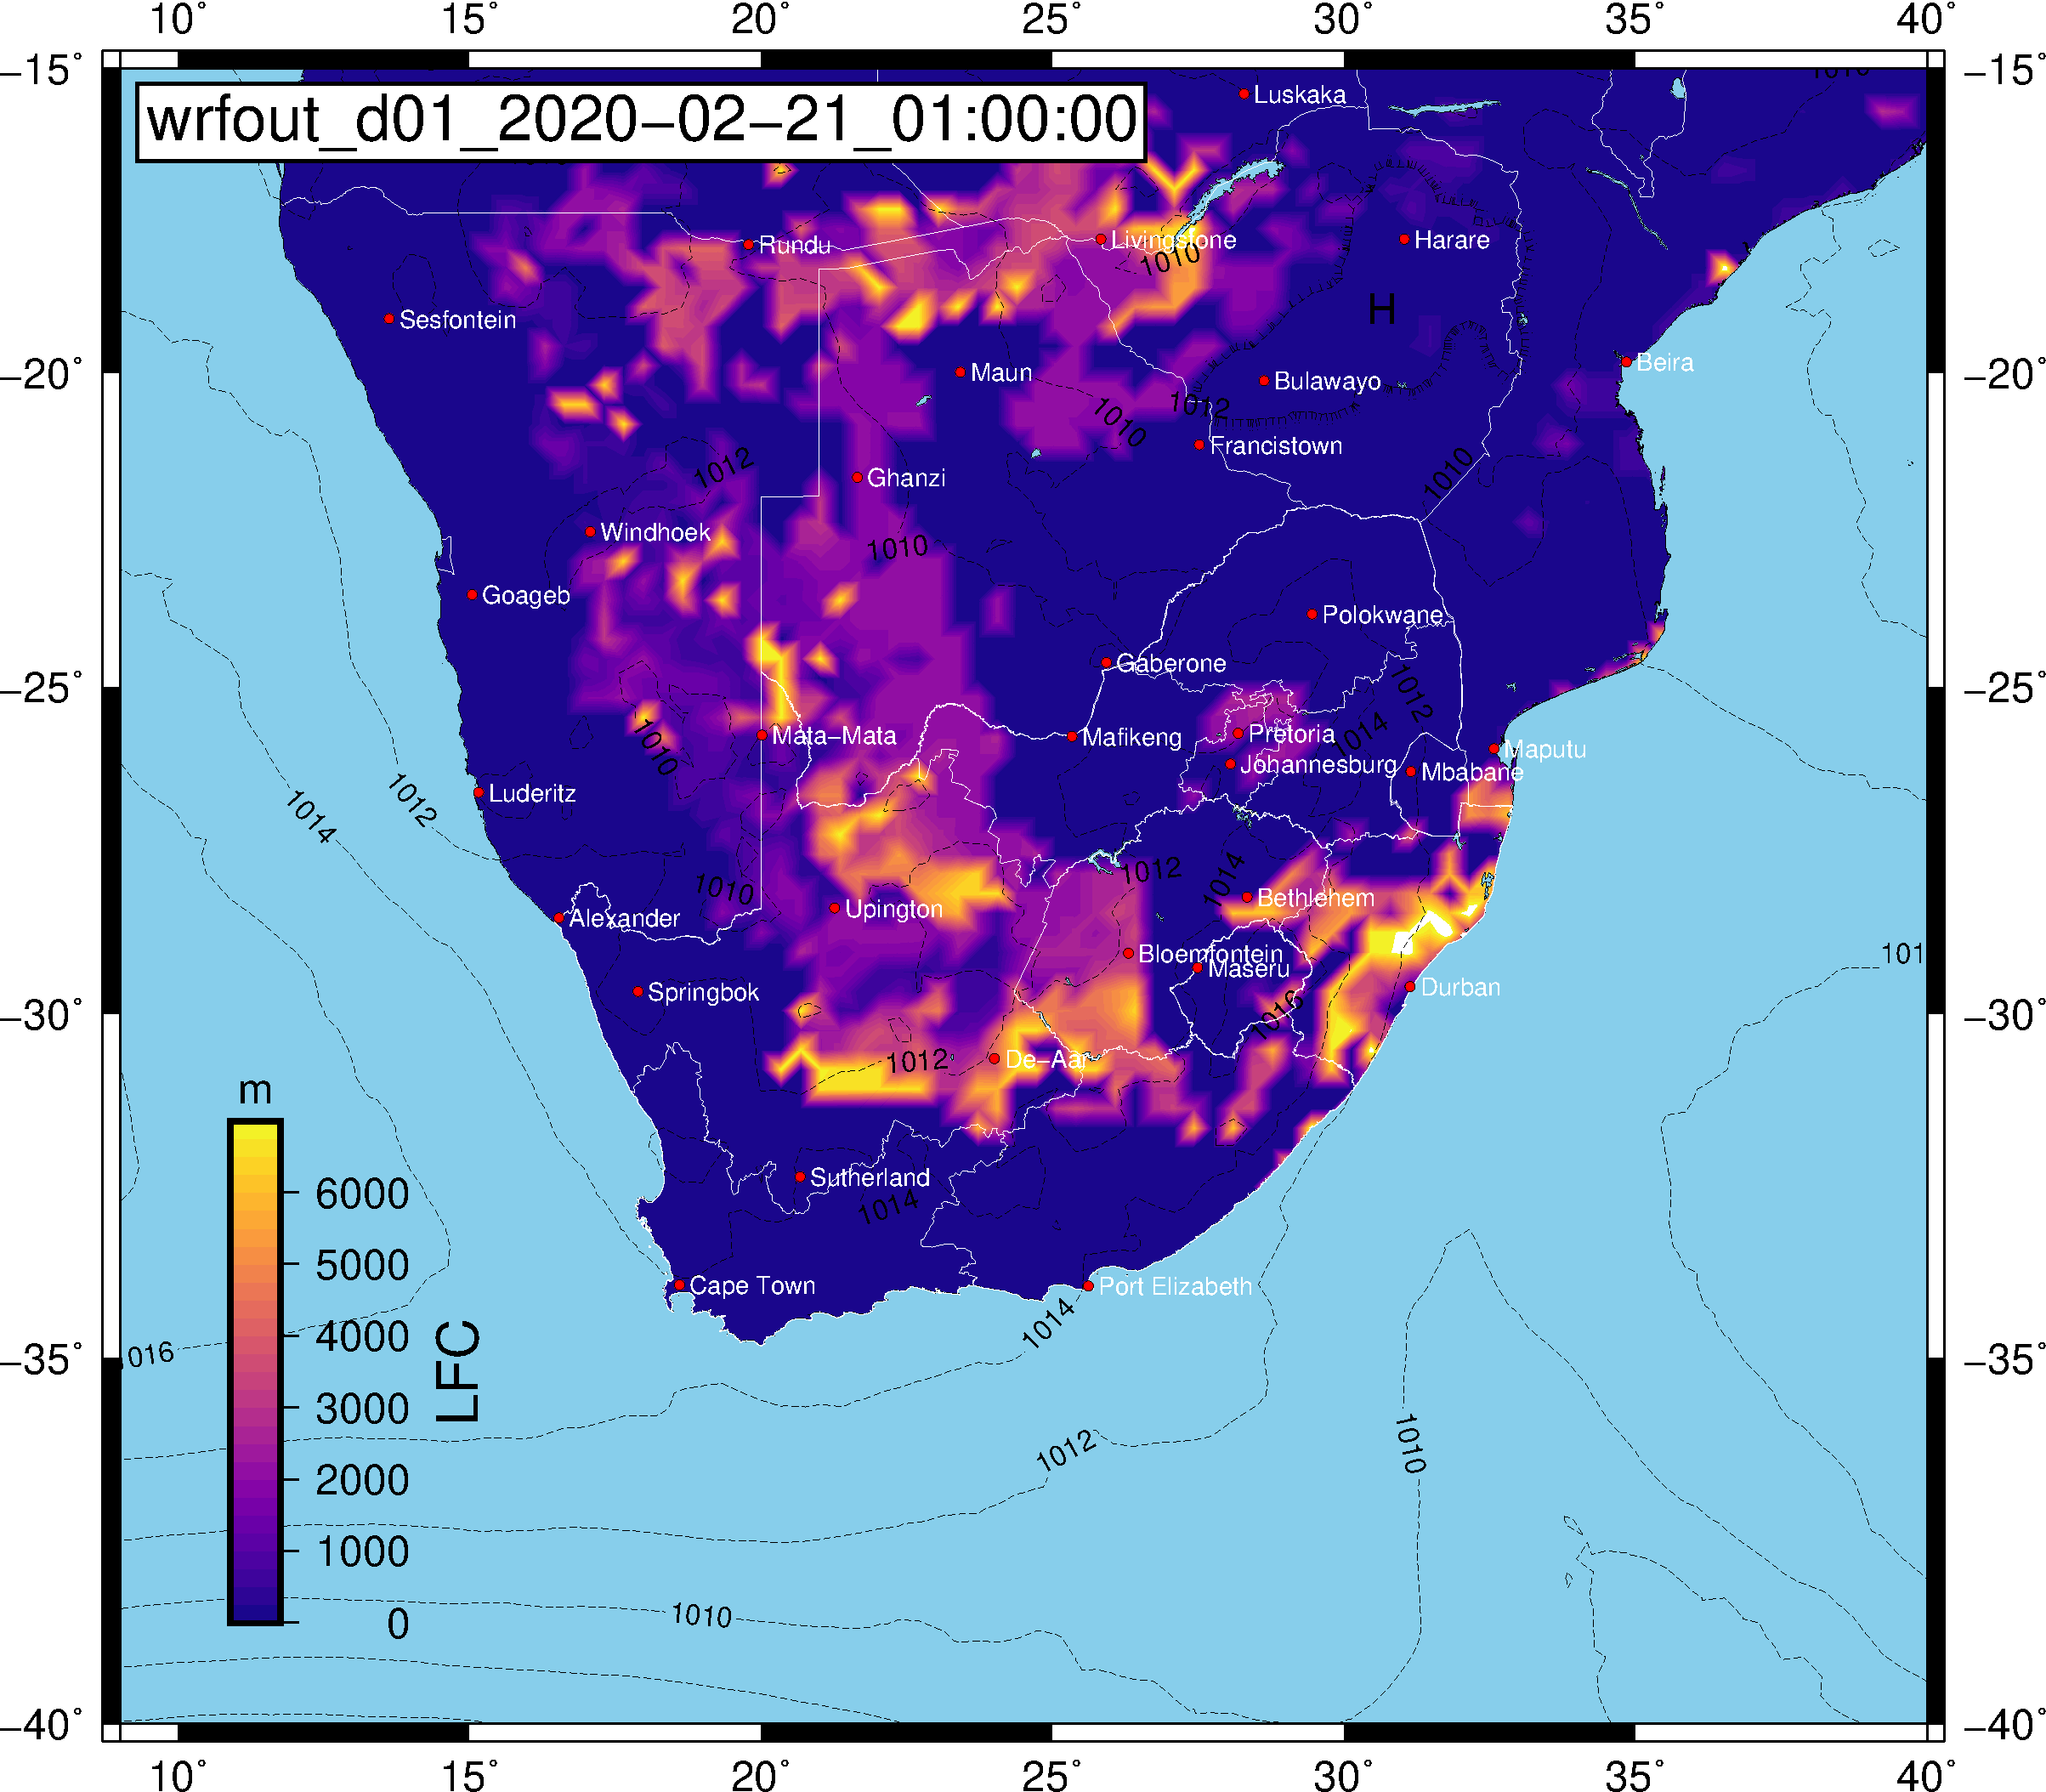 10° 15° 20° 25° 30° 35° 40°
−15° −15°
wrfout_d01_2020−02−21_01:00:00
Luskaka
Rundu
Livingstone
Harare
1010
Sesfontein
H
−20° −20°
Maun
Beira
Bulawayo
1012
1010
Francistown
1012
1010
Ghanzi
Windhoek
1010
Goageb
Polokwane
Gaberone
−25° −25°
1012
1014
1010
Mata−Mata
Mafikeng
Pretoria
Maputu
Johannesburg
Mbabane
Luderitz
1012
1014
1012
1014
1010
Bethlehem
Alexander
Upington
Bloemfontein
101
Maseru
Springbok
Durban
−30° −30°
1016
1012
De−Aar
m
Sutherland
1014
6000
5000
4000
3000
2000
1000
0
LFC
Cape Town
Port Elizabeth
1014
1016
−35° −35°
1012
1010
1010
−40° −40°
10° 15° 20° 25° 30° 35° 40°